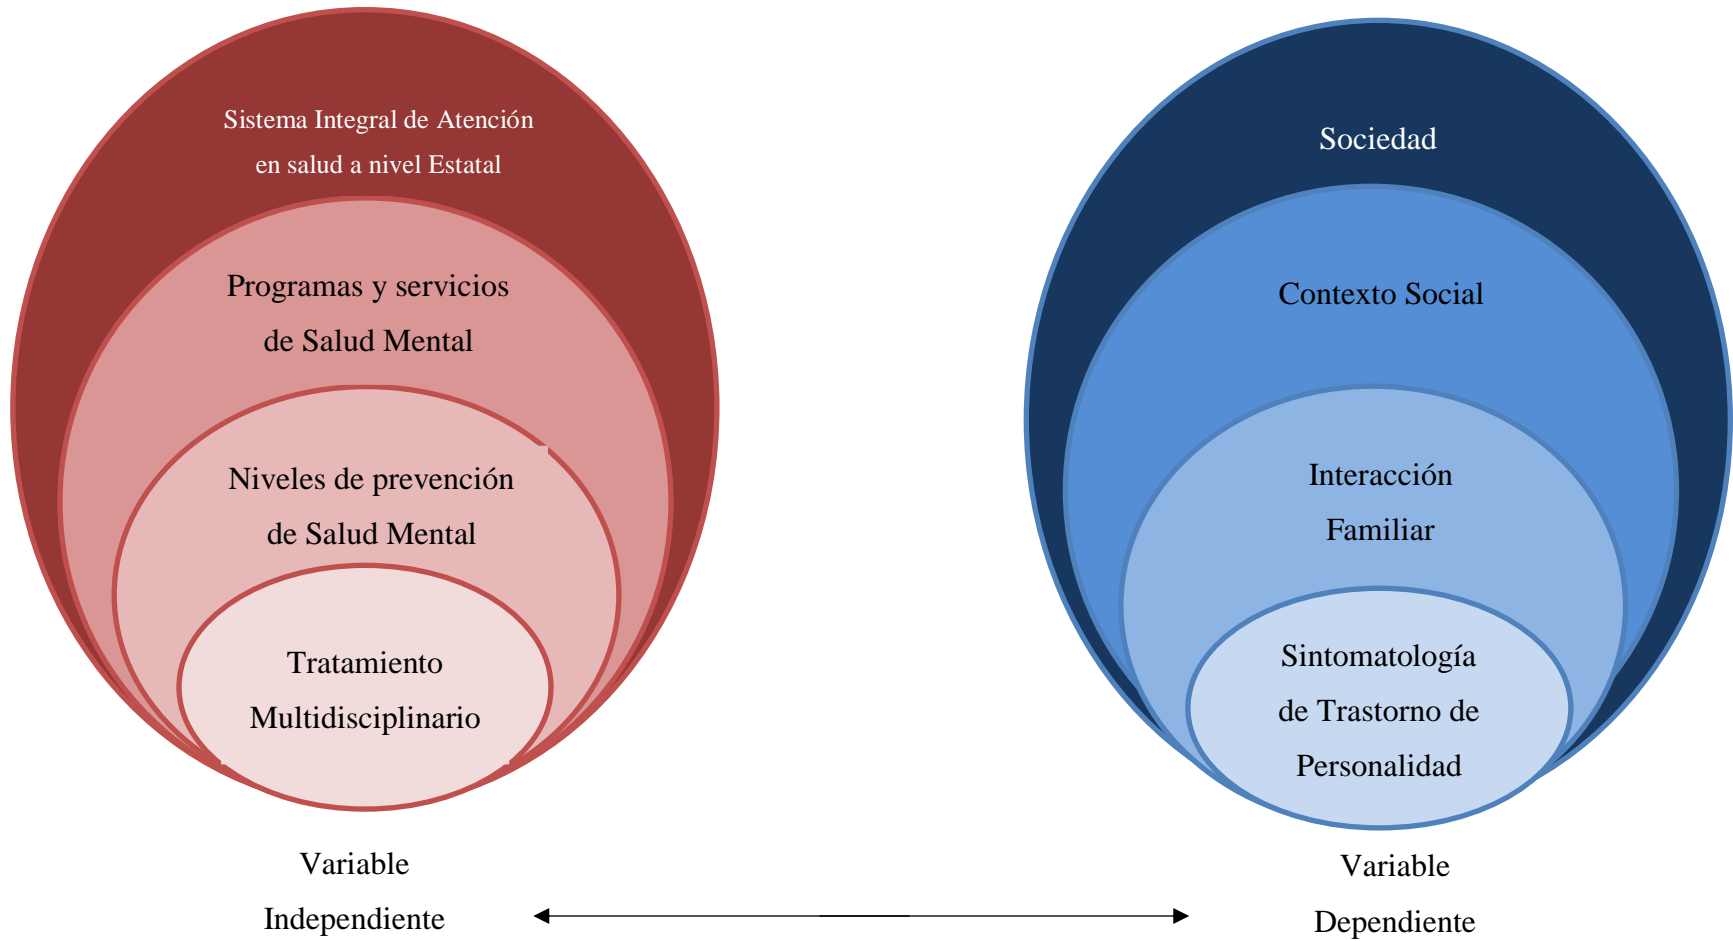 Sistema Integral de Atención
en salud a nivel Estatal
Programas y servicios
de Salud Mental
Niveles de prevención
de Salud Mental
Tratamiento
Multidisciplinario
Variable
Independiente
Sociedad
Contexto Social
Interacción
Familiar
Sintomatología
de Trastorno de
Personalidad
Variable
Dependiente